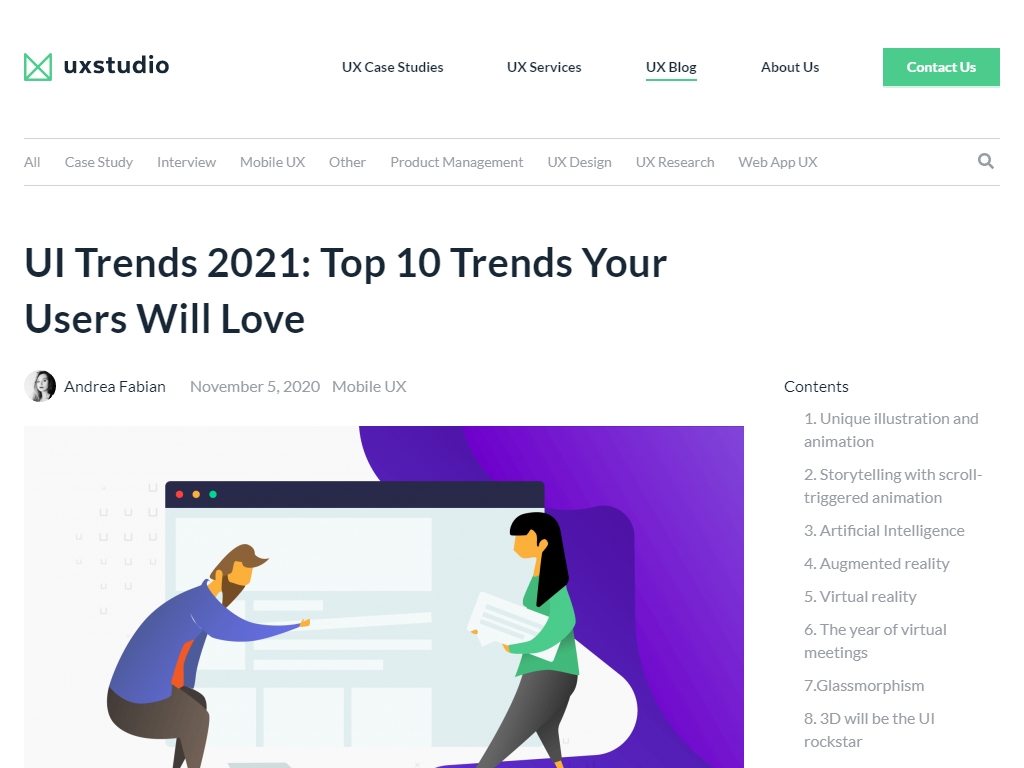 uxstudio
UX Case Studies
UX Services
UX Blog
About Us
Contact Us
All
Case Study
Interview
Mobile UX
Other
Product Management
UX Design
UX Research
Web App UX
UI Trends 2021: Top 10 Trends Your
Users Will Love
Andrea Fabian
November 5, 2020
Mobile UX
Contents
1. Unique illustration and
animation
2. Storytelling with scroll-
triggered animation
3. Artificial Intelligence
4. Augmented reality
5. Virtual reality
6. The year of virtual
meetings
7.Glassmorphism
8. 3D will be the UI
rockstar